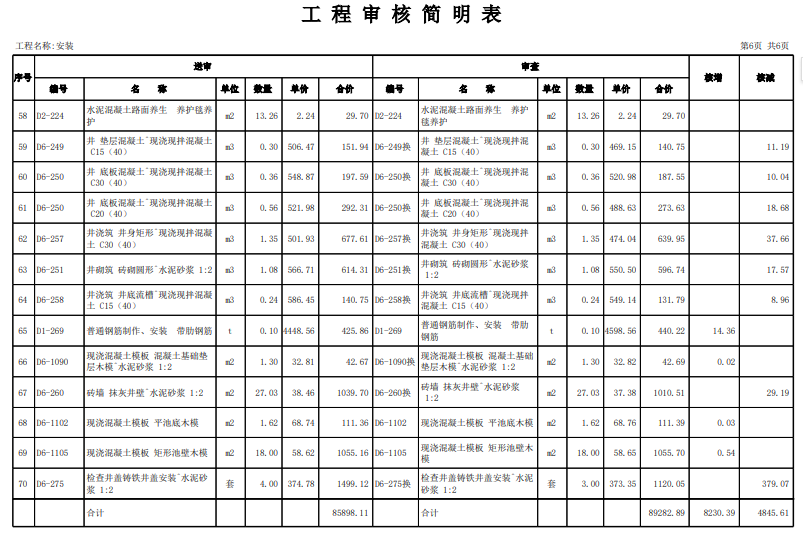 工程审核简明表
工程名称:安装 第6页 共6页
序号 送审 审查 核增 核减
编号 名 称 单位 数量 单价 合价 编号 名 称 单位 数量 单价 合价
58 D2-224 水泥混凝土路面养生 养护毯养护 m2 13.26 2.24 29.70 D2-224 水泥混凝土路面养生 养护毯养护 m2 13.26 2.24 29.70
59 D6-249 井 垫层混凝土~现浇现拌混凝土 C15（40） m3 0.30 506.47 151.94 D6-249换 井 垫层混凝土~现浇现拌混凝土 C15（40） m3 0.30 469.15 140.75 11.19
60 D6-250 井 底板混凝土~现浇现拌混凝土 C30（40） m3 0.36 548.87 197.59 D6-250换 井 底板混凝土~现浇现拌混凝土 C30（40） m3 0.36 520.98 187.55 10.04
61 D6-250 井 底板混凝土~现浇现拌混凝土 C20（40） m3 0.56 521.98 292.31 D6-250换 井 底板混凝土~现浇现拌混凝土 C20（40） m3 0.56 488.63 273.63 18.68
62 D6-257 井浇筑 井身矩形~现浇现拌混凝土 C30（40） m3 1.35 501.93 677.61 D6-257换 井浇筑 井身矩形~现浇现拌混凝土 C30（40） m3 1.35 474.04 639.95 37.66
63 D6-251 井砌筑 砖砌圆形~水泥砂浆 1:2 m3 1.08 566.71 614.31 D6-251换 井砌筑 砖砌圆形~水泥砂浆 1:2 m3 1.08 550.50 596.74 17.57
64 D6-258 井浇筑 井底流槽~现浇现拌混凝土 C15（40） m3 0.24 586.45 140.75 D6-258换 井浇筑 井底流槽~现浇现拌混凝土 C15（40） m3 0.24 549.14 131.79 8.96
65 D1-269 普通钢筋制作、安装 带肋钢筋 t 0.10 4448.56 425.86 D1-269 普通钢筋制作、安装 带肋钢筋 t 0.10 4598.56 440.22 14.36
66 D6-1090 现浇混凝土模板 混凝土基础垫层木模~水泥砂浆 1:2 m2 1.30 32.81 42.67 D6-1090换 现浇混凝土模板 混凝土基础垫层木模~水泥砂浆 1:2 m2 1.30 32.82 42.69 0.02
67 D6-260 砖墙 抹灰井壁~水泥砂浆 1:2 m2 27.03 38.46 1039.70 D6-260换 砖墙 抹灰井壁~水泥砂浆 1:2 m2 27.03 37.38 1010.51 29.19
68 D6-1102 现浇混凝土模板 平池底木模 m2 1.62 68.74 111.36 D6-1102 现浇混凝土模板 平池底木模 m2 1.62 68.76 111.39 0.03
69 D6-1105 现浇混凝土模板 矩形池壁木模 m2 18.00 58.62 1055.16 D6-1105 现浇混凝土模板 矩形池壁木模 m2 18.00 58.65 1055.70 0.54
70 D6-275 检查井盖铸铁井盖安装~水泥砂浆 1:2 套 4.00 374.78 1499.12 D6-275换 检查井盖铸铁井盖安装~水泥砂浆 1:2 套 3.00 373.35 1120.05 379.07
合计 85898.11 合计 89282.89 8230.39 4845.61